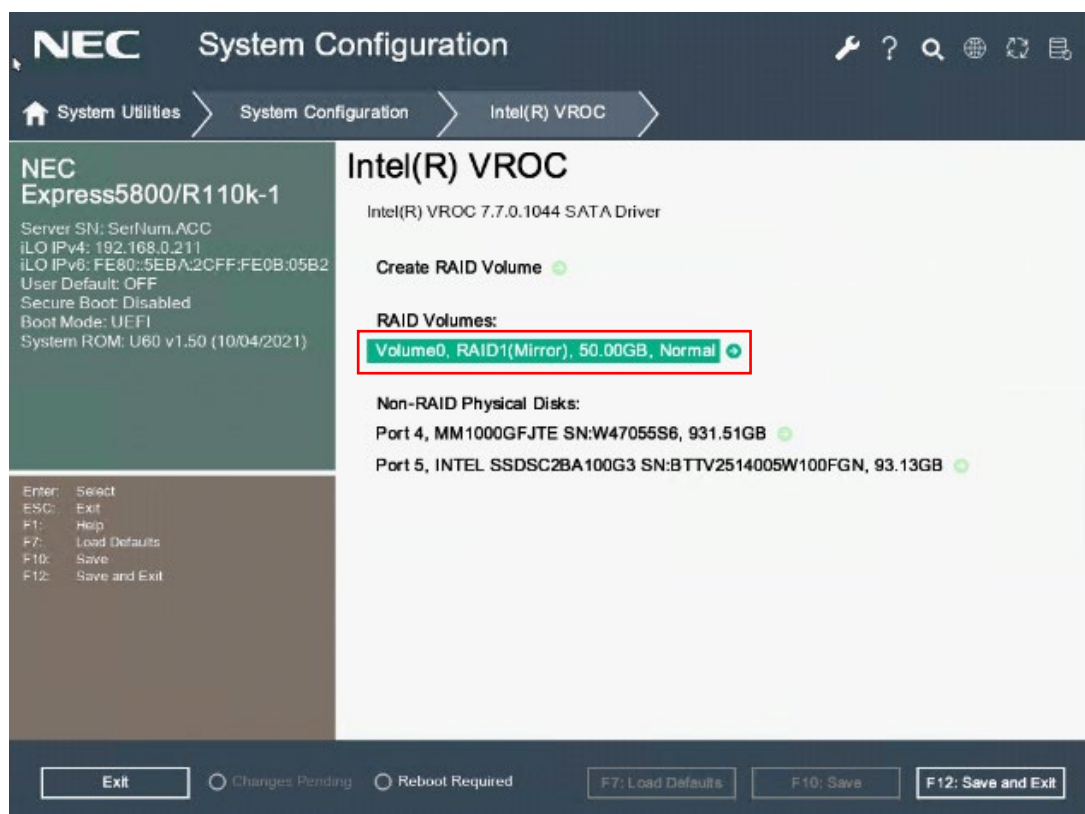 NEC System Configuration
System Utilities System Configuration Intel(R) VROC
NEC
Express5800/R110k-1
Server SN: SerNum.ACC
iLO IPv4: 192.168.0.211
iLO IPv6: FE80::5EBA:2CFF:FE0B:05B2
User Default: OFF
Secure Boot: Disabled
Boot Mode: UEFI
System ROM: U60 v1.50 (10/04/2021)
Enter: Select
ESC: Exit
F1: Help
F7: Load Defaults
F10: Save
F12: Save and Exit
Intel(R) VROC
Intel(R) VROC 7.7.0.1044 SATA Driver
Create RAID Volume
RAID Volumes:
Volume0, RAID1(Mirror), 50.00GB, Normal
Non-RAID Physical Disks:
Port 4, MM1000GFJTE SN:W47055S6, 931.51GB
Port 5, INTEL SSDSC2BA100G3 SN:BTTV2514005W100FGN, 93.13GB
Exit Changes Pending Reboot Required F7: Load Defaults F10: Save F12: Save and Exit